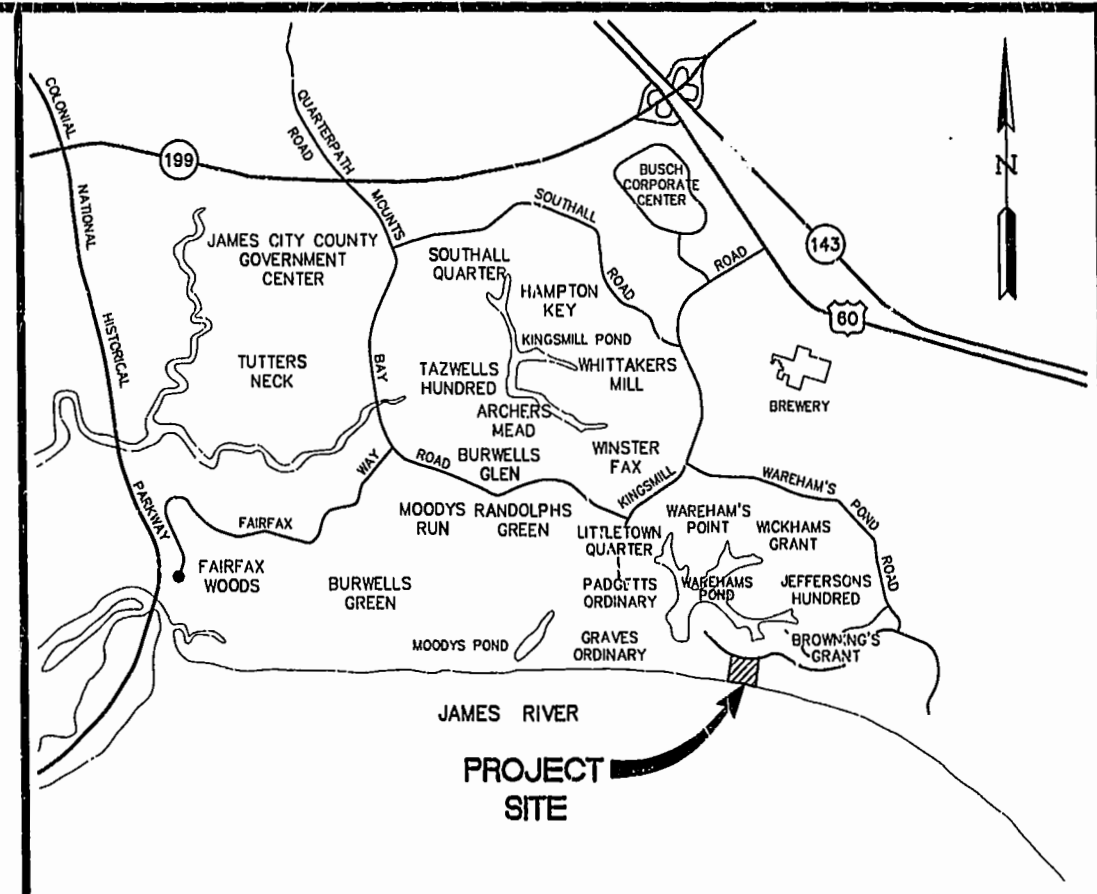 COLONIAL
NATIONAL
HISTORICAL
PARKWAY
199
QUARTERPATH
ROAD
MOUNTS
BAY
ROAD
JAMES CITY COUNTY
GOVERNMENT
CENTER
TUTTERS
NECK
SOUTHALL
ROAD
BUSCH
CORPORATE
CENTER
ROAD
143
60
N
SOUTHALL
QUARTER
HAMPTON
KEY
KINGSMILL POND
TAZWELLS
HUNDRED
WHITTAKERS
MILL
ARCHERS
MEAD
BREWERY
BURWELLS
GLEN
WINSTER
FAX
KINGSMILL
WAREHAM'S
POND
ROAD
FAIRFAX
WAY
FAIRFAX
WOODS
MOODYS
RUN
RANDOLPHS
GREEN
LITTLETOWN
QUARTER
WAREHAM'S
POINT
WICKHAMS
GRANT
BURWELLS
GREEN
PADGETTS
ORDINARY
WAREHAMS
POND
JEFFERSONS
HUNDRED
MOODYS POND
GRAVES
ORDINARY
BROWNING'S
GRANT
JAMES RIVER
PROJECT
SITE